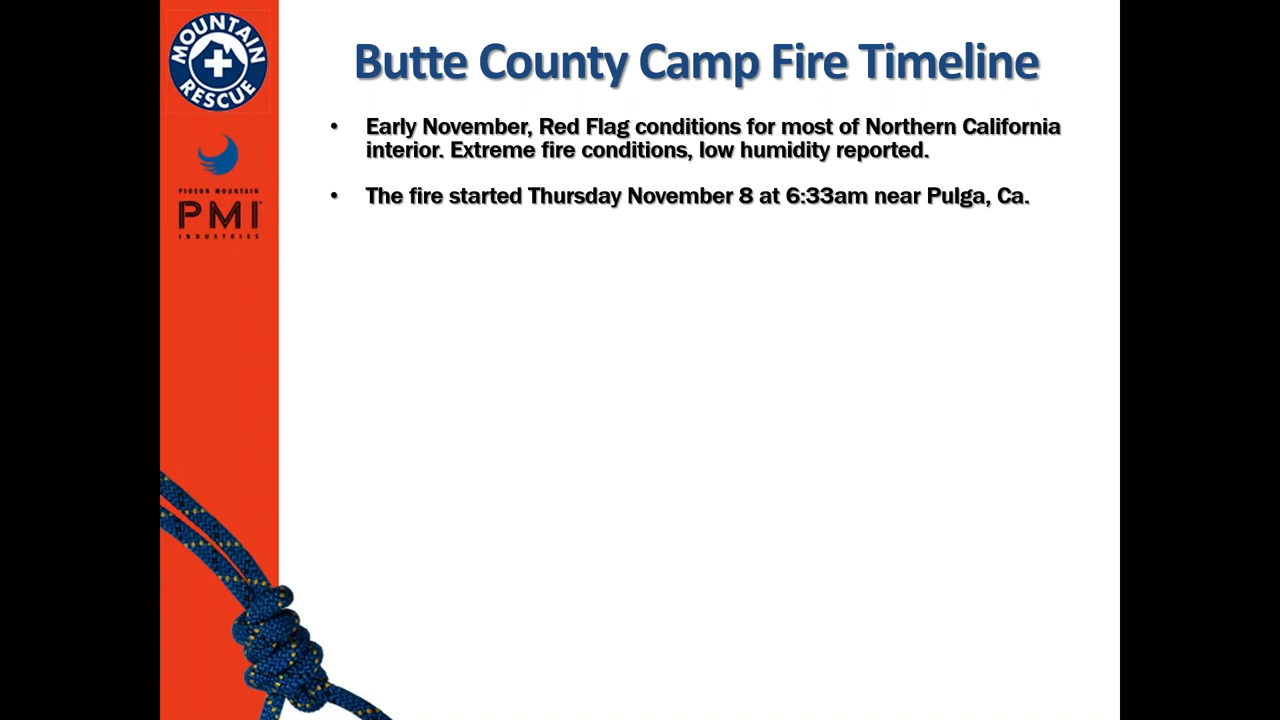 MOUNTAIN
RESCUE
PIGEON MOUNTAIN
PMI
INDUSTRIES
Butte County Camp Fire Timeline
• Early November, Red Flag conditions for most of Northern California
interior. Extreme fire conditions, low humidity reported.
• The fire started Thursday November 8 at 6:33am near Pulga, Ca.